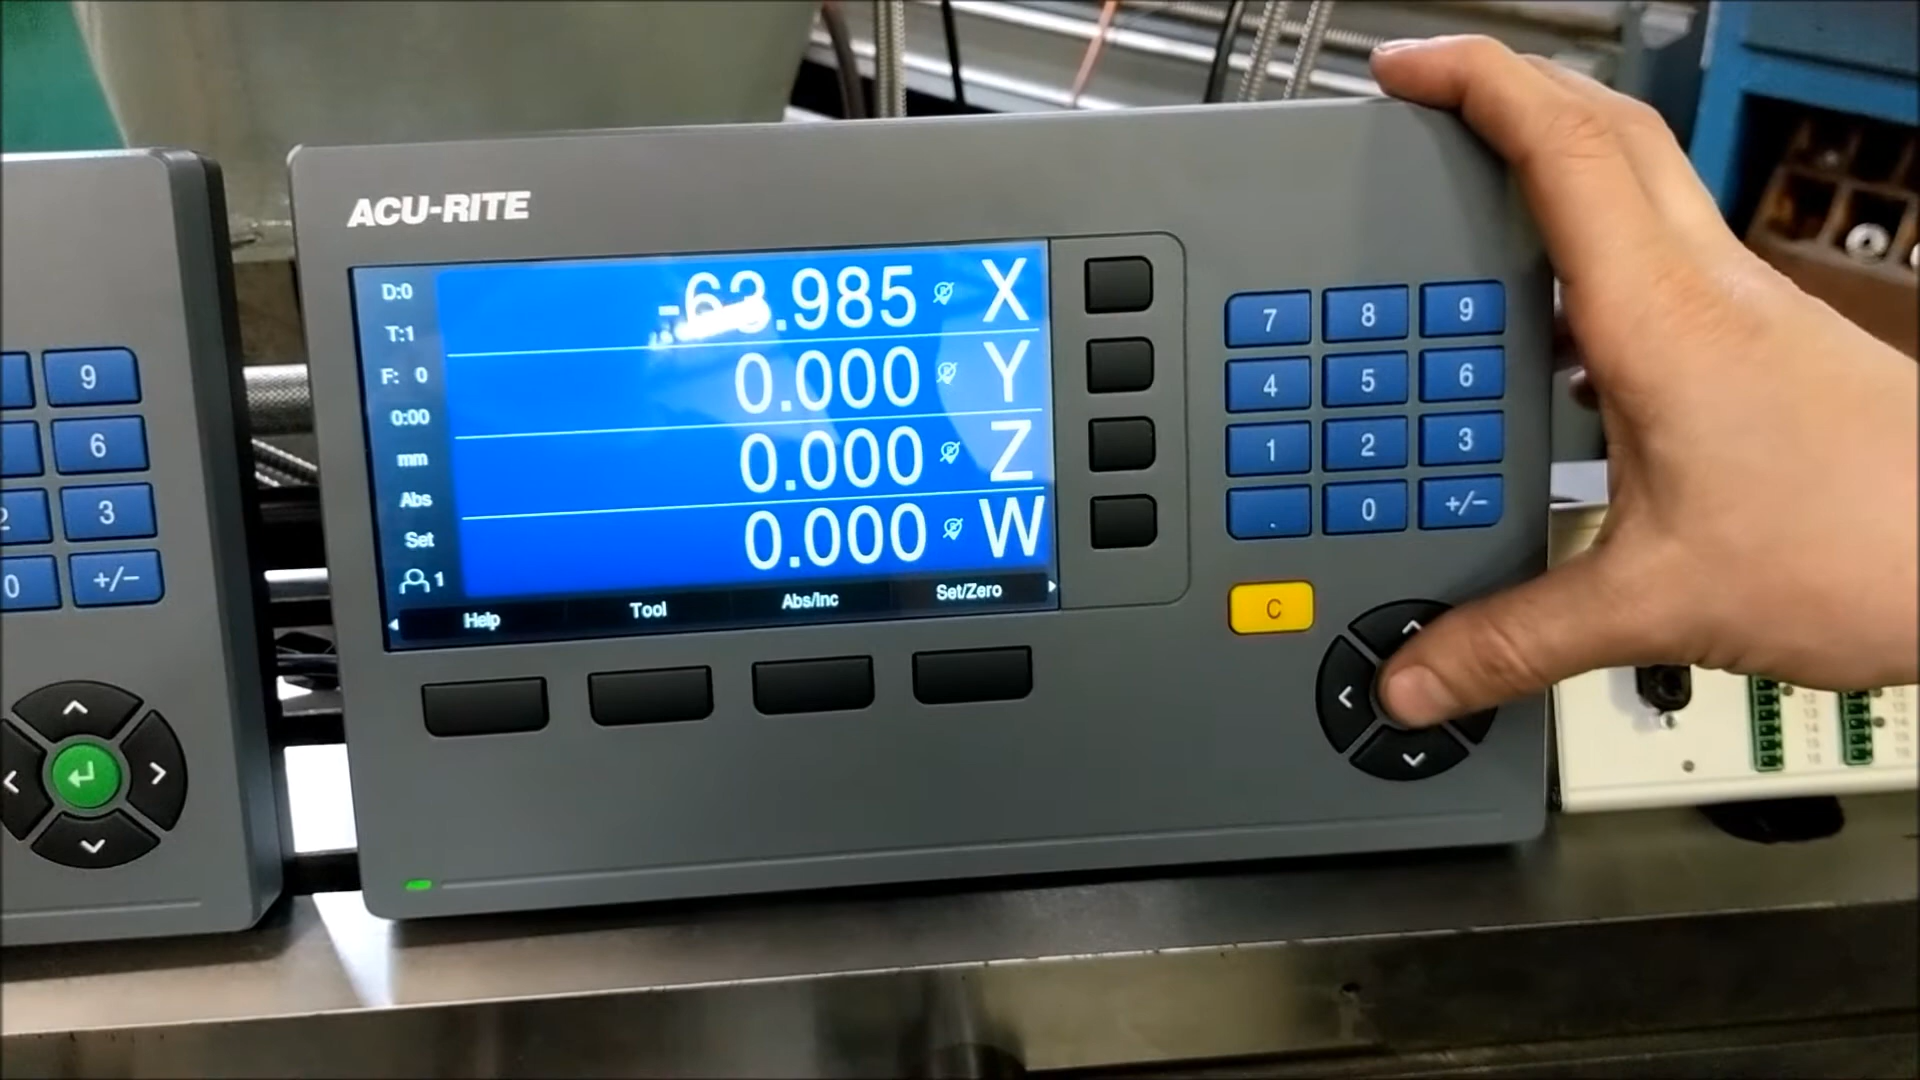 ACU-RITE
D:0
-63.985 X
T:1
0.000 Y
F: 0
0:00
0.000 Z
mm
Abs
0.000 W
Set
1
Help Tool Abs/Inc Set/Zero
7 8 9
4 5 6
1 2 3
. 0 +/-
C
9
6
2 3
0 +/-